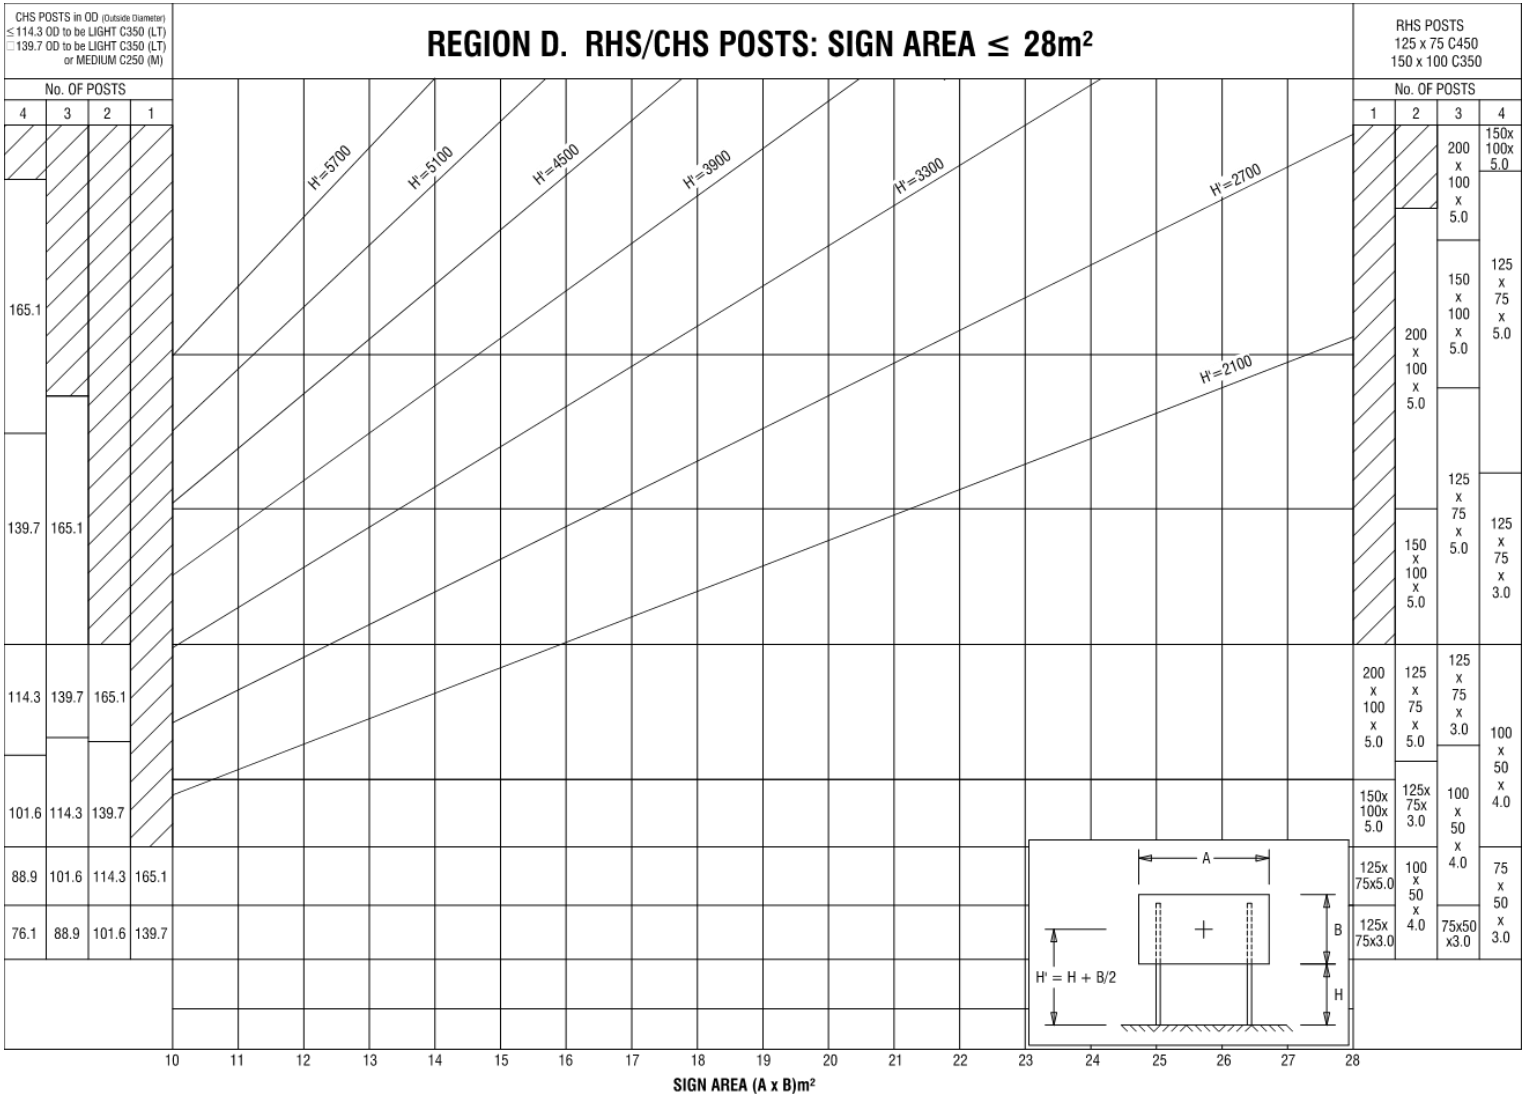 CHS POSTS in OD (Outside Diameter)
≤114.3 OD to be LIGHT C350 (LT)
□139.7 OD to be LIGHT C350 (LT)
or MEDIUM C250 (M)
REGION D. RHS/CHS POSTS: SIGN AREA ≤ 28m²
RHS POSTS
125 x 75 C450
150 x 100 C350
No. OF POSTS
4 3 2 1
165.1
139.7 165.1
114.3 139.7 165.1
101.6 114.3 139.7
88.9 101.6 114.3 165.1
76.1 88.9 101.6 139.7
H'=5700
H'=5100
H'=4500
H'=3900
H'=3300
H'=2700
H'=2100
No. OF POSTS
1 2 3 4
200
x
100
x
5.0
150x
100x
5.0
125x
75x5.0
125x
75x3.0
200
x
100
x
5.0
150
x
100
x
5.0
125
x
75
x
5.0
125x
75x
3.0
100
x
50
x
4.0
200
x
100
x
5.0
150
x
100
x
5.0
125
x
75
x
5.0
125
x
75
x
3.0
100
x
50
x
4.0
75x50
x3.0
150x
100x
5.0
125
x
75
x
5.0
125
x
75
x
3.0
100
x
50
x
4.0
75
x
50
x
3.0
A
B
H' = H + B/2
H
10 11 12 13 14 15 16 17 18 19 20 21 22 23 24 25 26 27 28
SIGN AREA (A x B)m²